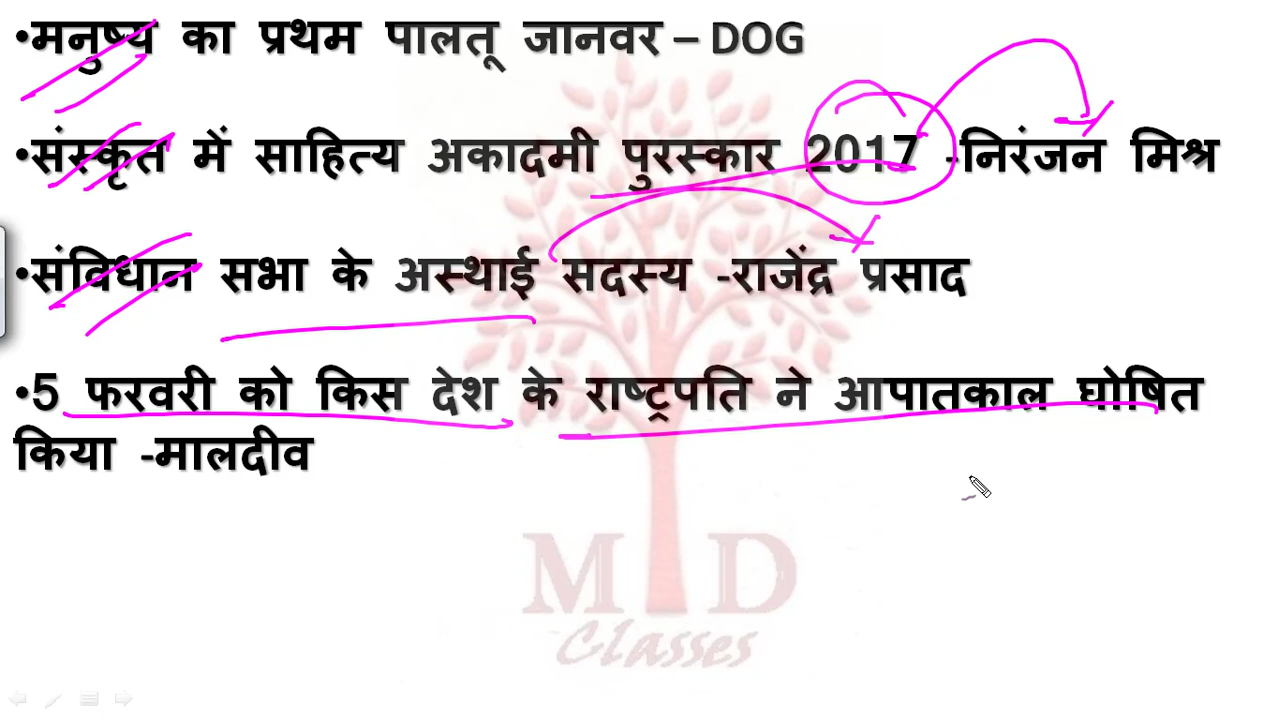 •मनुष्य का प्रथम पालतू जानवर – DOG
•संस्कृत में साहित्य अकादमी पुरस्कार 2017 -निरंजन मिश्र
•संविधान सभा के अस्थाई सदस्य -राजेंद्र प्रसाद
•5 फरवरी को किस देश के राष्ट्रपति ने आपातकाल घोषित
किया -मालदीव
M D
Classes